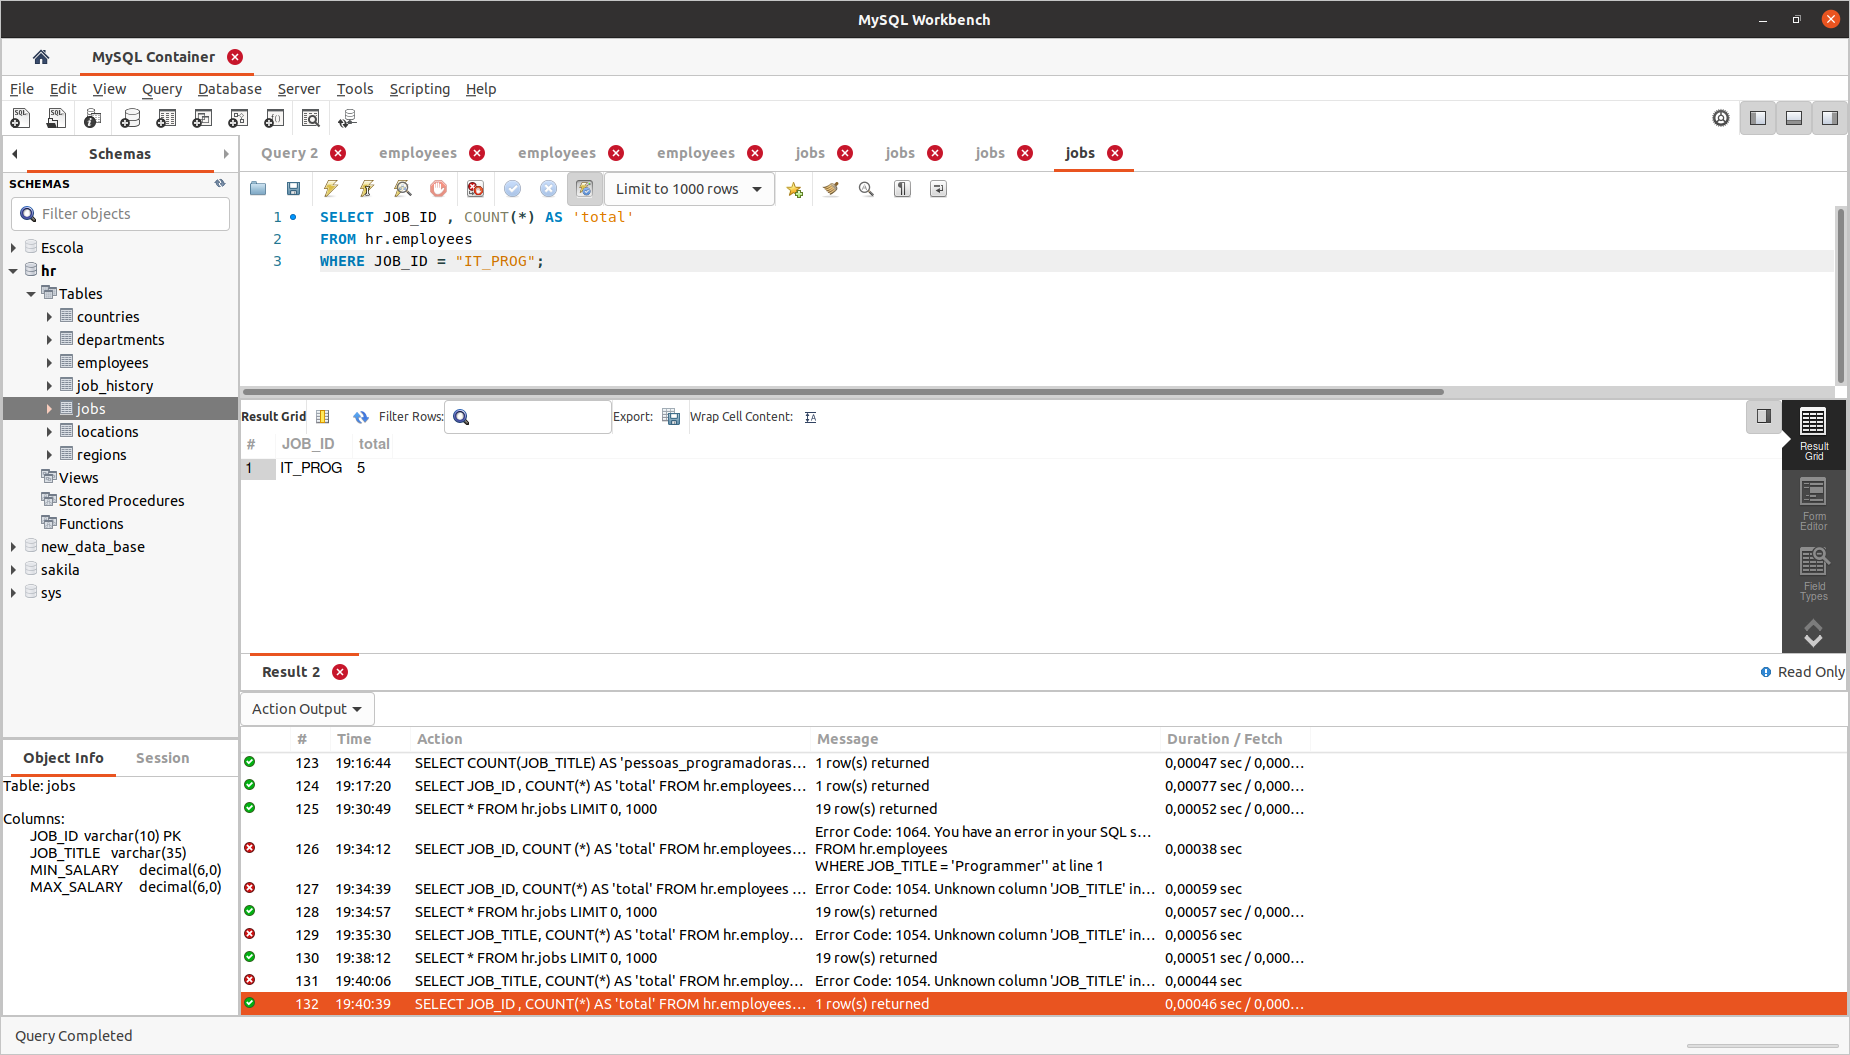 MySQL Workbench
MySQL Container
File Edit View Query Database Server Tools Scripting Help
Schemas
SCHEMAS
Filter objects
Escola
hr
Tables
countries
departments
employees
job_history
jobs
locations
regions
Views
Stored Procedures
Functions
new_data_base
sakila
sys
Object Info Session
Table: jobs
Columns:
JOB_ID varchar(10) PK
JOB_TITLE varchar(35)
MIN_SALARY decimal(6,0)
MAX_SALARY decimal(6,0)
Query 2 employees employees employees jobs jobs jobs jobs
Limit to 1000 rows
1 SELECT JOB_ID , COUNT(*) AS 'total'
2 FROM hr.employees
3 WHERE JOB_ID = "IT_PROG";
Result Grid Filter Rows: Export: Wrap Cell Content:
# JOB_ID total
1 IT_PROG 5
Result
Grid
Form
Editor
Field
Types
Result 2 Read Only
Action Output
# Time Action Message Duration / Fetch
123 19:16:44 SELECT COUNT(JOB_TITLE) AS 'pessoas_programadoras... 1 row(s) returned 0,00047 sec / 0,000...
124 19:17:20 SELECT JOB_ID , COUNT(*) AS 'total' FROM hr.employees... 1 row(s) returned 0,00077 sec / 0,000...
125 19:30:49 SELECT * FROM hr.jobs LIMIT 0, 1000 19 row(s) returned 0,00052 sec / 0,000...
Error Code: 1064. You have an error in your SQL s...
126 19:34:12 SELECT JOB_ID, COUNT (*) AS 'total' FROM hr.employees... FROM hr.employees 0,00038 sec
WHERE JOB_TITLE = 'Programmer'' at line 1
127 19:34:39 SELECT JOB_ID, COUNT(*) AS 'total' FROM hr.employees ... Error Code: 1054. Unknown column 'JOB_TITLE' in... 0,00059 sec
128 19:34:57 SELECT * FROM hr.jobs LIMIT 0, 1000 19 row(s) returned 0,00057 sec / 0,000...
129 19:35:30 SELECT JOB_TITLE, COUNT(*) AS 'total' FROM hr.employ... Error Code: 1054. Unknown column 'JOB_TITLE' in... 0,00056 sec
130 19:38:12 SELECT * FROM hr.jobs LIMIT 0, 1000 19 row(s) returned 0,00051 sec / 0,000...
131 19:40:06 SELECT JOB_TITLE, COUNT(*) AS 'total' FROM hr.employ... Error Code: 1054. Unknown column 'JOB_TITLE' in... 0,00044 sec
132 19:40:39 SELECT JOB_ID , COUNT(*) AS 'total' FROM hr.employees... 1 row(s) returned 0,00046 sec / 0,000...
Query Completed